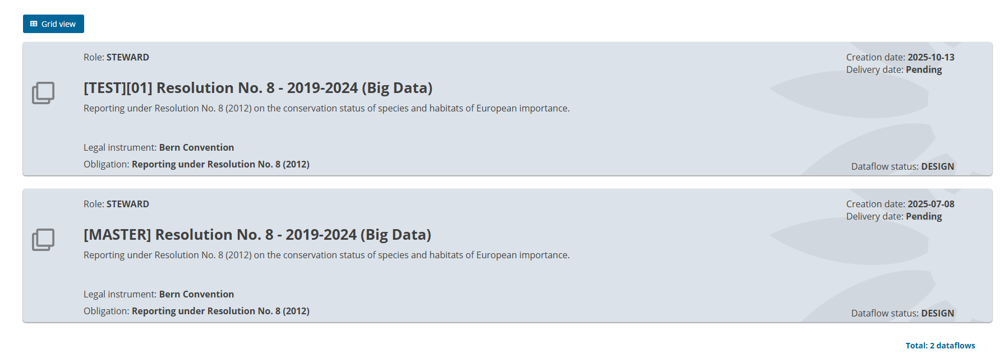 Grid view
Role: STEWARD
Creation date: 2025-10-13
Delivery date: Pending
[TEST][01] Resolution No. 8 - 2019-2024 (Big Data)
Reporting under Resolution No. 8 (2012) on the conservation status of species and habitats of European importance.
Legal instrument: Bern Convention
Obligation: Reporting under Resolution No. 8 (2012)
Dataflow status: DESIGN
Role: STEWARD
Creation date: 2025-07-08
Delivery date: Pending
[MASTER] Resolution No. 8 - 2019-2024 (Big Data)
Reporting under Resolution No. 8 (2012) on the conservation status of species and habitats of European importance.
Legal instrument: Bern Convention
Obligation: Reporting under Resolution No. 8 (2012)
Dataflow status: DESIGN
Total: 2 dataflows